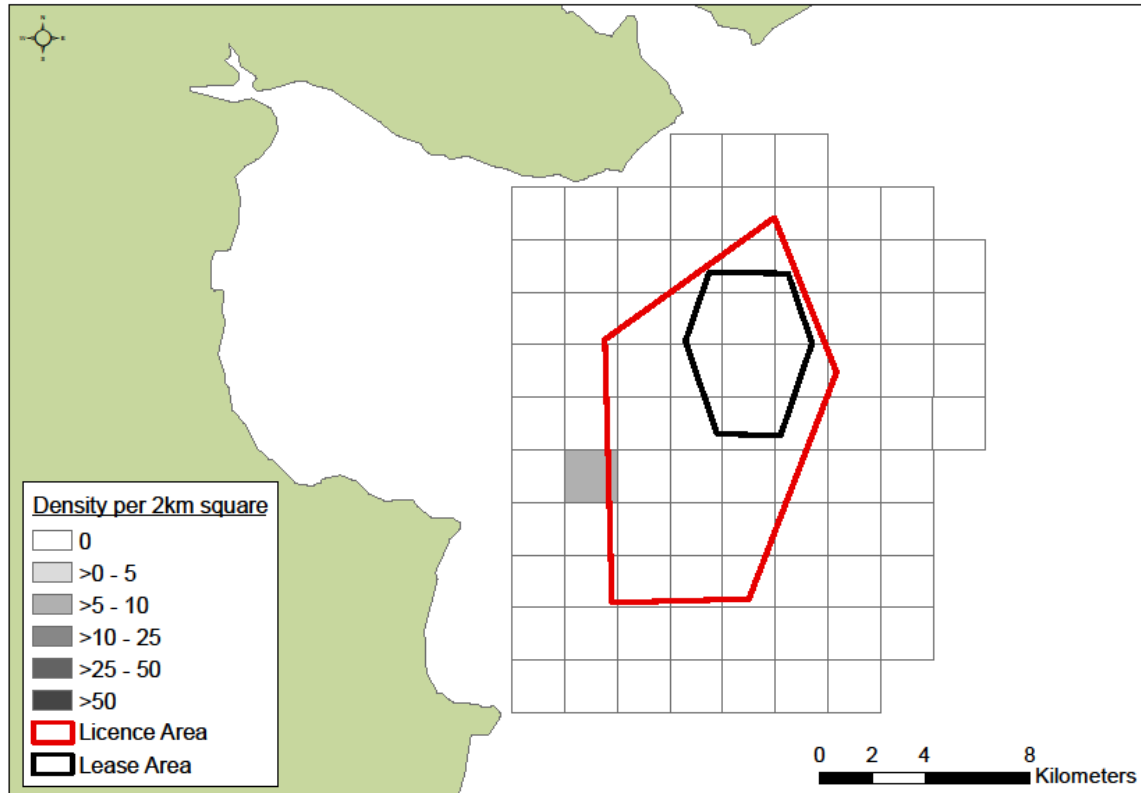 N
W
E
S
Density per 2km square
0
>0 - 5
>5 - 10
>10 - 25
>25 - 50
>50
Licence Area
Lease Area
0 2 4 8
Kilometers